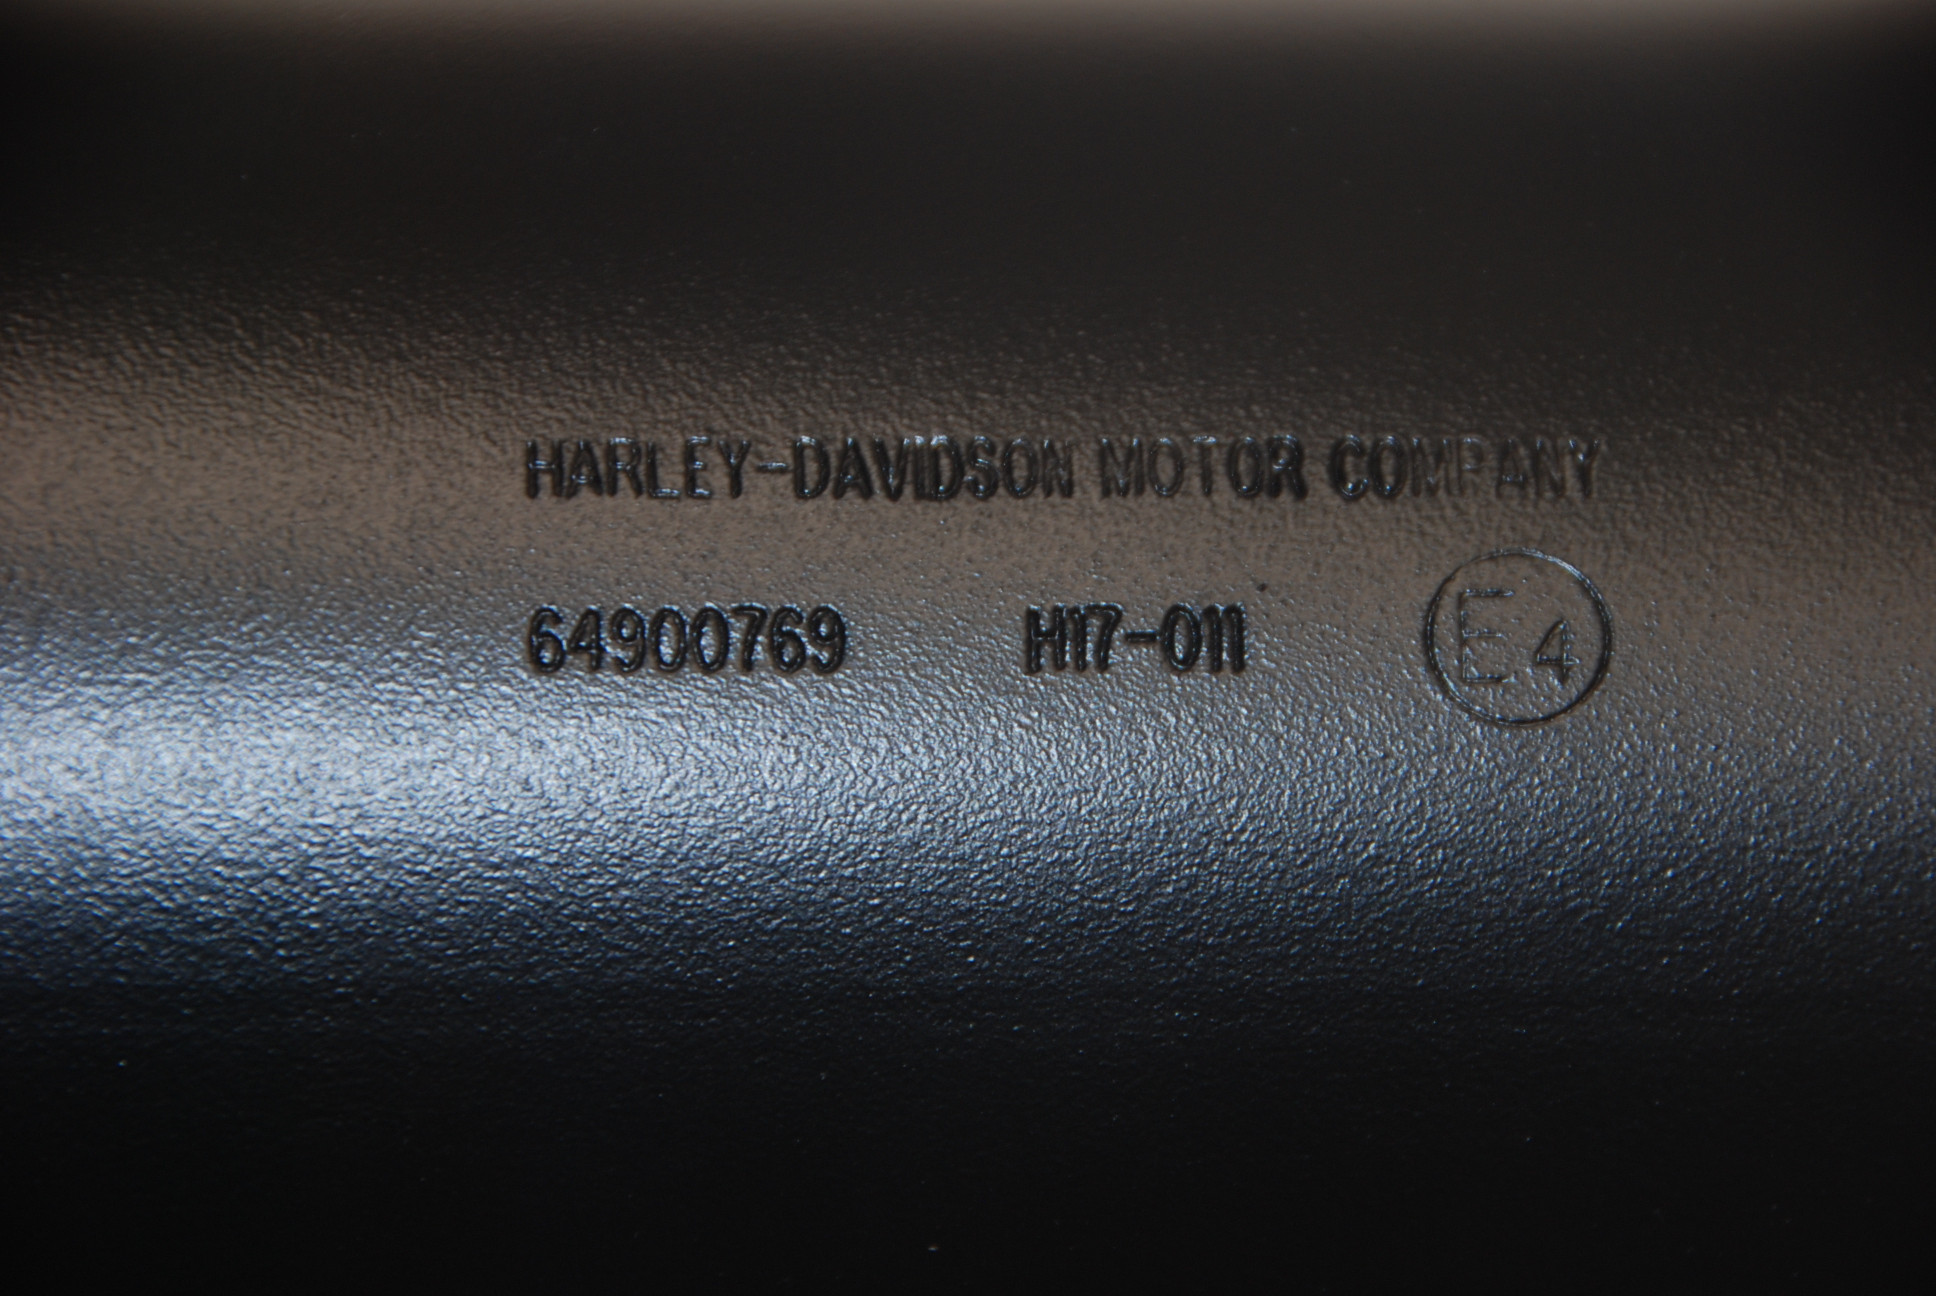 HARLEY-DAVIDSON MOTOR COMPANY
64900769 H17-011 E4